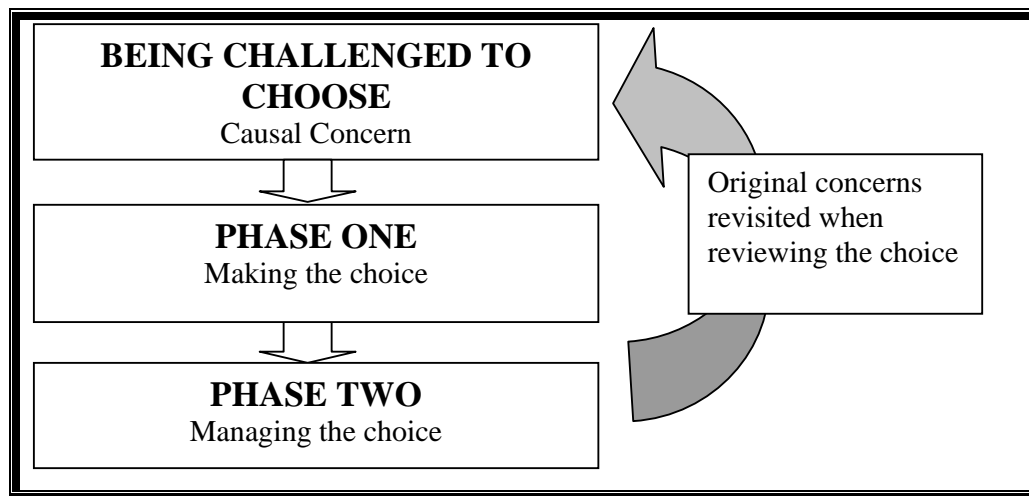 BEING CHALLENGED TO
CHOOSE
Causal Concern
PHASE ONE
Making the choice
PHASE TWO
Managing the choice
Original concerns
revisited when
reviewing the choice